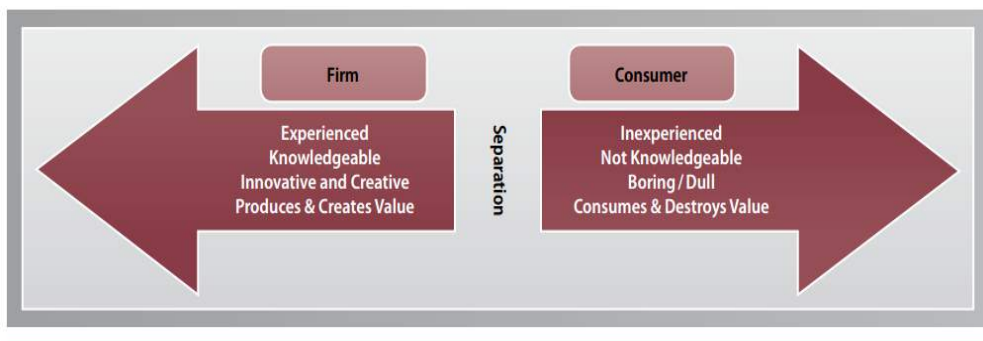 Firm
Experienced
Knowledgeable
Innovative and Creative
Produces & Creates Value
Separation
Consumer
Inexperienced
Not Knowledgeable
Boring / Dull
Consumes & Destroys Value